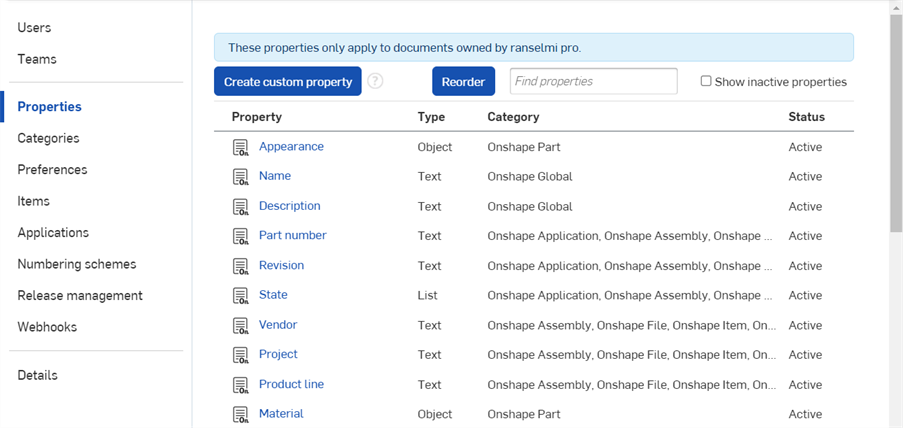 Users
Teams
Properties
Categories
Preferences
Items
Applications
Numbering schemes
Release management
Webhooks
Details
These properties only apply to documents owned by ranselmi pro.
Create custom property ? Reorder Find properties Show inactive properties
Property Type Category Status
Appearance Object Onshape Part Active
Name Text Onshape Global Active
Description Text Onshape Global Active
Part number Text Onshape Application, Onshape Assembly, Onshape ... Active
Revision Text Onshape Application, Onshape Assembly, Onshape ... Active
State List Onshape Application, Onshape Assembly, Onshape ... Active
Vendor Text Onshape Assembly, Onshape File, Onshape Item, On... Active
Project Text Onshape Assembly, Onshape File, Onshape Item, On... Active
Product line Text Onshape Assembly, Onshape File, Onshape Item, On... Active
Material Object Onshape Part Active